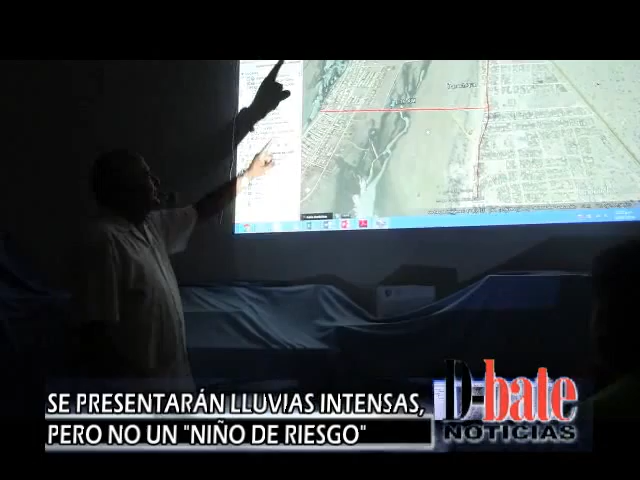 SE PRESENTARÁN LLUVIAS INTENSAS,
PERO NO UN "NIÑO DE RIESGO"
D-bate
NOTICIAS